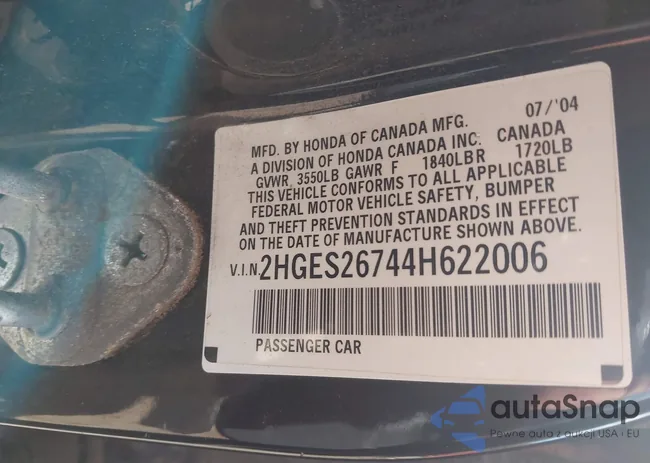 07/'04
MFD. BY HONDA OF CANADA MFG.
A DIVISION OF HONDA CANADA INC. CANADA
GVWR 3550LB GAWR F 1840LB R 1720LB
THIS VEHICLE CONFORMS TO ALL APPLICABLE
FEDERAL MOTOR VEHICLE SAFETY, BUMPER
AND THEFT PREVENTION STANDARDS IN EFFECT
ON THE DATE OF MANUFACTURE SHOWN ABOVE.
V.I.N. 2HGES26744H622006
PASSENGER CAR
autaSnap
Pewne auta z aukcji USA - EU